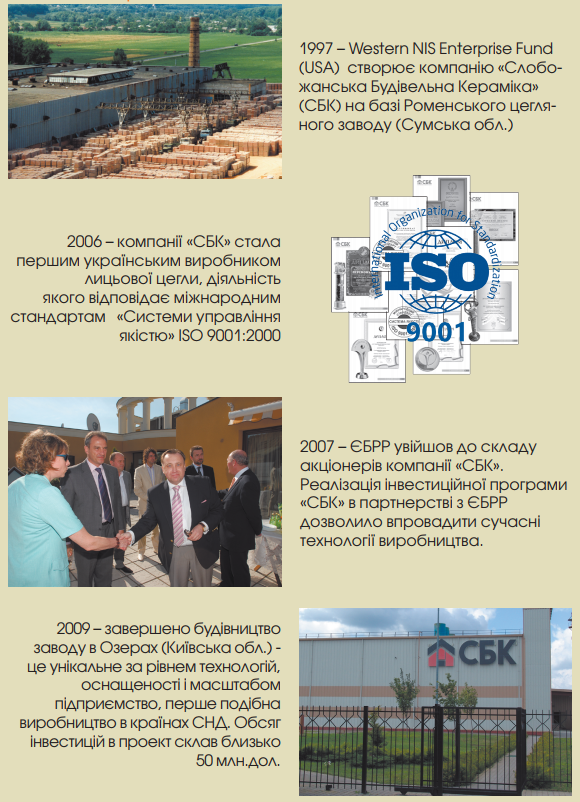 1997 – Western NIS Enterprise Fund
(USA) створює компанію «Слобо-
жанська Будівельна Кераміка»
(СБК) на базі Роменського цегля-
ного заводу (Сумська обл.)
2006 – компанії «СБК» стала
першим українським виробником
лицьової цегли, діяльність
якого відповідає міжнародним
стандартам «Системи управління
якістю» ISO 9001:2000
International Organization for Standardization
ISO
9001
2007 – ЄБРР увійшов до складу
акціонерів компанії «СБК».
Реалізація інвестиційної програми
«СБК» в партнерстві з ЄБРР
дозволило впровадити сучасні
технології виробництва.
2009 – завершено будівництво
заводу в Озерах (Київська обл.) -
це унікальне за рівнем технологій,
оснащеності і масштабом
підприємство, перше подібна
виробництво в країнах СНД. Обсяг
інвестицій в проект склав близько
50 млн.дол.
СБК